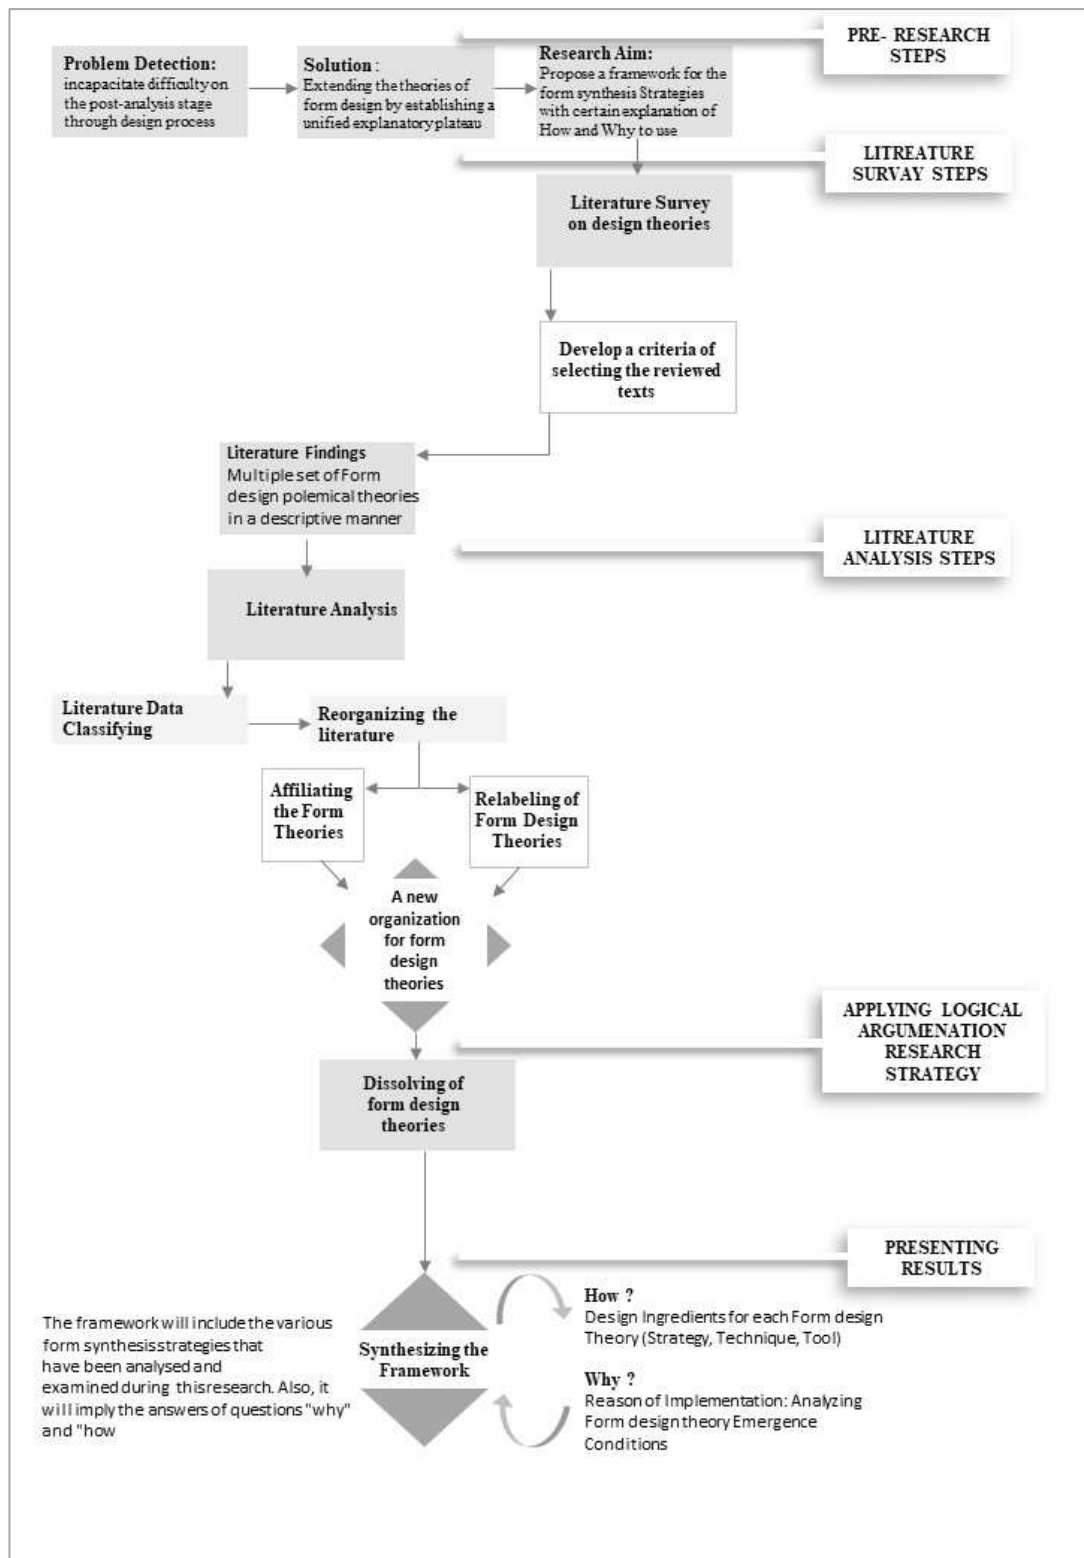 PRE- RESEARCH
STEPS
Problem Detection:
incapacitate difficulty on
the post-analysis stage
through design process
Solution :
Extending the theories of
form design by establishing a
unified explanatory plateau
Research Aim:
Propose a framework for the
form synthesis Strategies
with certain explanation of
How and Why to use
LITREATURE
SURVAY STEPS
Literature Survey
on design theories
Develop a criteria of
selecting the reviewed
texts
Literature Findings
Multiple set of Form
design polemical theories
in a descriptive manner
LITREATURE
ANALYSIS STEPS
Literature Analysis
Literature Data
Classifying
Reorganizing the
literature
Affiliating
the Form
Theories
Relabeling of
Form Design
Theories
A new
organization
for form
design
theories
APPLYING LOGICAL
ARGUMENATION
RESEARCH
STRATEGY
Dissolving of
form design
theories
PRESENTING
RESULTS
The framework will include the various
form synthesis strategies that
have been analysed and
examined during this research. Also, it
will imply the answers of questions "why"
and "how
Synthesizing the
Framework
How ?
Design Ingredients for each Form design
Theory (Strategy, Technique, Tool)
Why ?
Reason of Implementation: Analyzing
Form design theory Emergence
Conditions